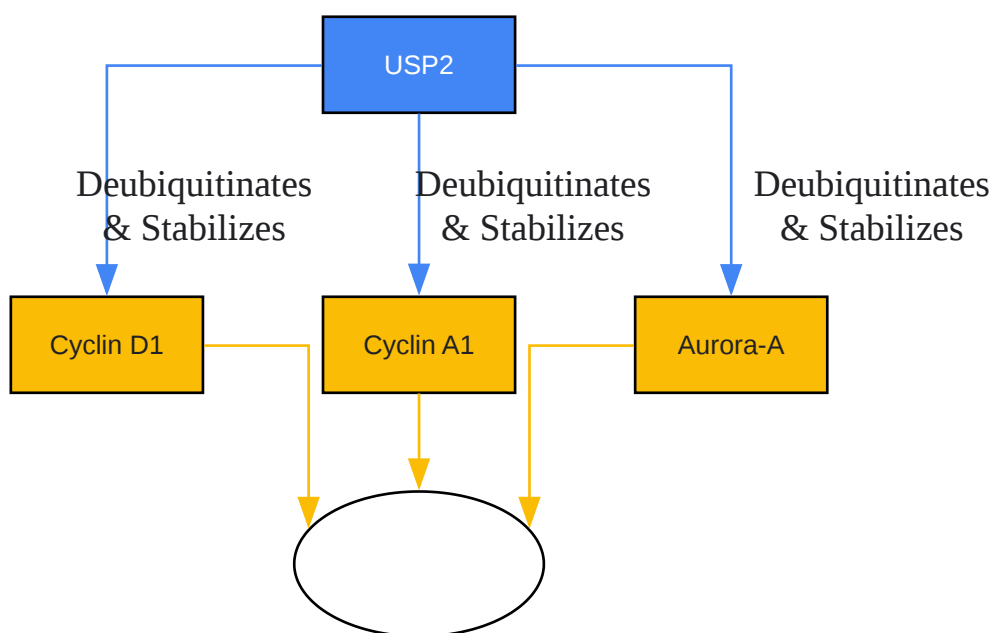 USP2
Deubiquitinates
& Stabilizes
Deubiquitinates
& Stabilizes
Deubiquitinates
& Stabilizes
Cyclin D1
Cyclin A1
Aurora-A